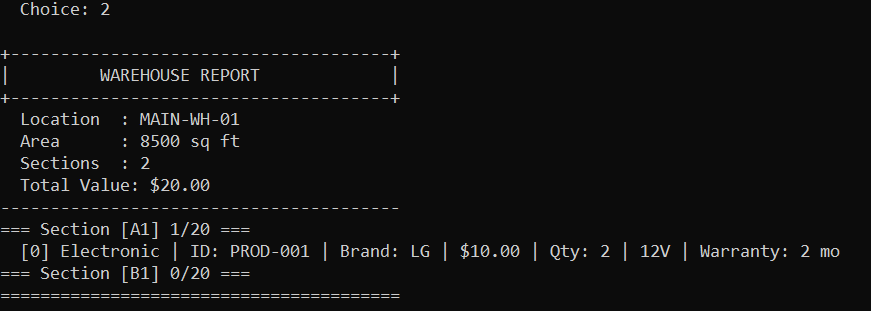 Choice: 2
+--------------------------------------+
|         WAREHOUSE REPORT             |
+--------------------------------------+
Location  : MAIN-WH-01
Area      : 8500 sq ft
Sections  : 2
Total Value: $20.00
----------------------------------------
=== Section [A1] 1/20 ===
[0] Electronic | ID: PROD-001 | Brand: LG | $10.00 | Qty: 2 | 12V | Warranty: 2 mo
=== Section [B1] 0/20 ===
========================================